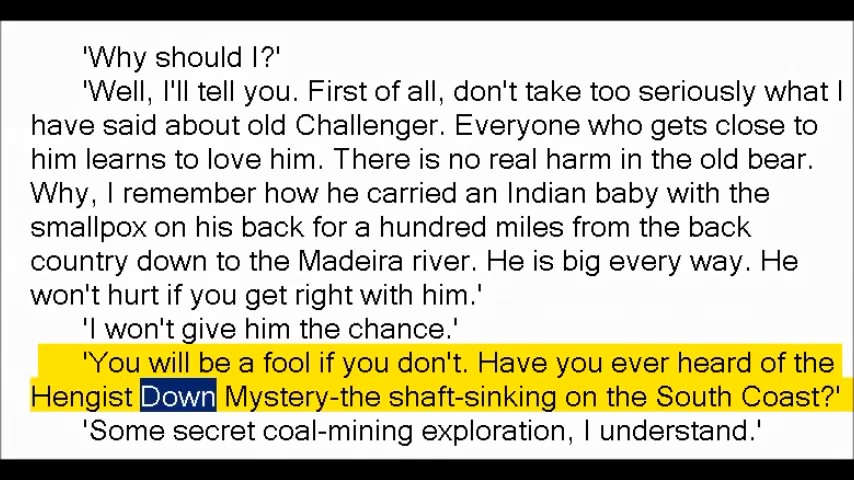 'Why should I?'
'Well, I'll tell you. First of all, don't take too seriously what I
have said about old Challenger. Everyone who gets close to
him learns to love him. There is no real harm in the old bear.
Why, I remember how he carried an Indian baby with the
smallpox on his back for a hundred miles from the back
country down to the Madeira river. He is big every way. He
won't hurt if you get right with him.'
'I won't give him the chance.'
'You will be a fool if you don't. Have you ever heard of the
Hengist Down Mystery-the shaft-sinking on the South Coast?'
'Some secret coal-mining exploration, I understand.'